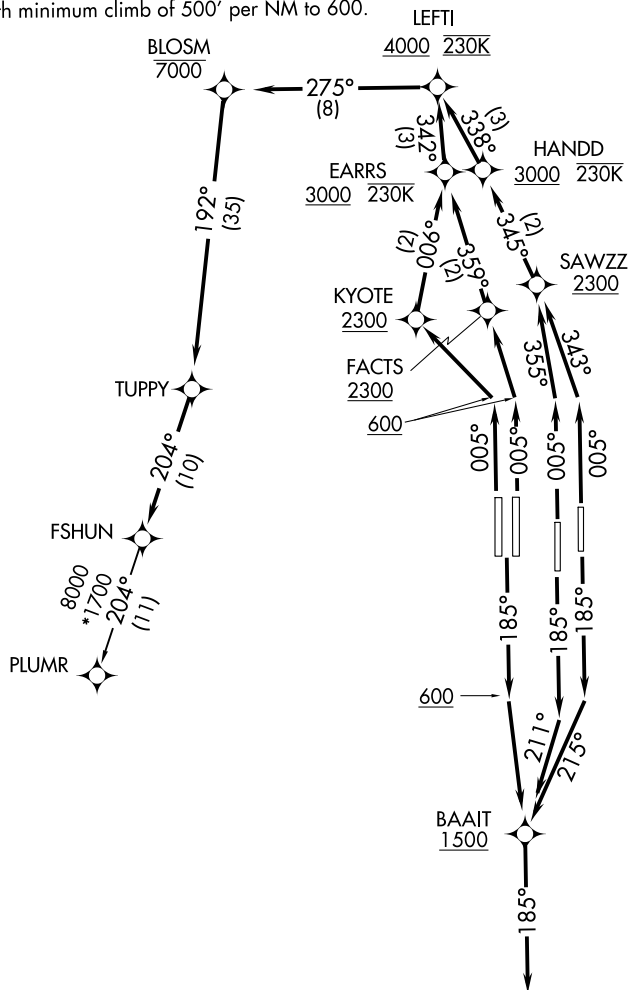 th minimum climb of 500' per NM to 600.
LEFTI
4000 230K
BLOSM
7000
275°
(8)
342°
(3)
338°
(3)
HANDD
3000 230K
EARRS
3000 230K
192°
(35)
006°
(2)
359°
(2)
345°
(2)
SAWZZ
2300
KYOTE
2300
FACTS
2300
355°
343°
TUPPY
600
005°
005°
005°
005°
204°
(10)
FSHUN
8000
*1700
204°
(11)
185°
185°
185°
PLUMR
600
211°
215°
BAAIT
1500
185°